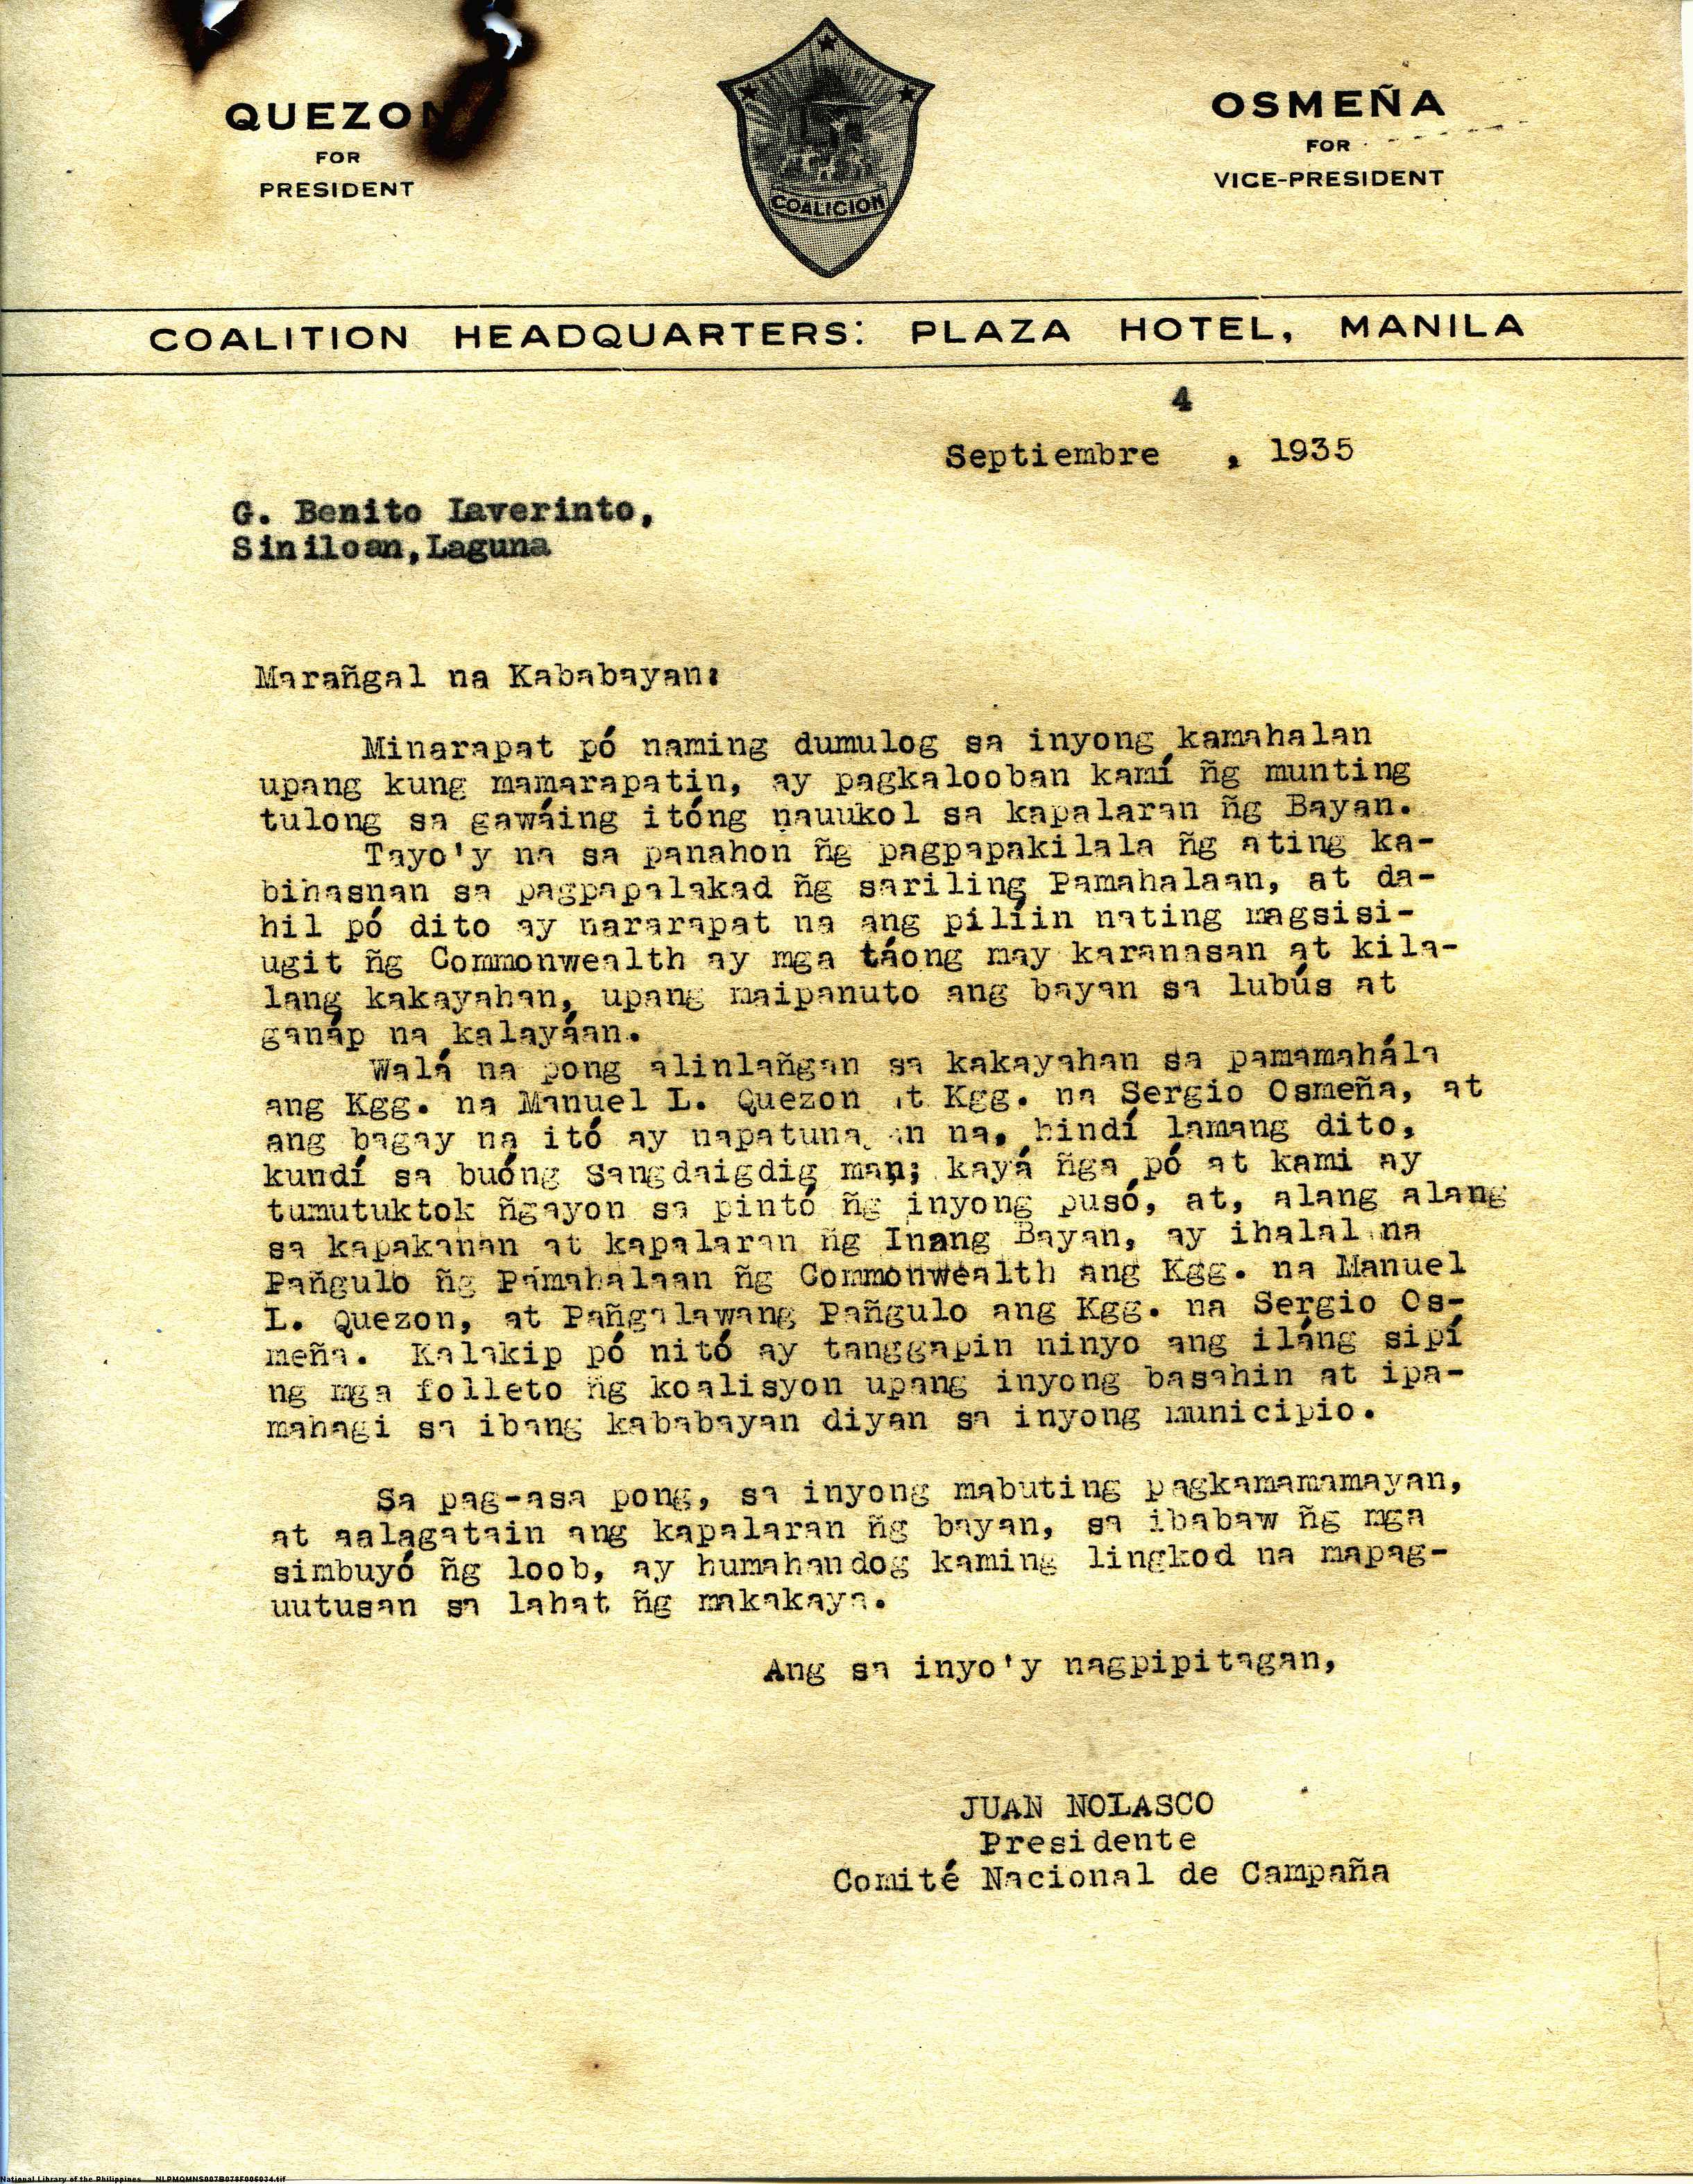 QUEZON
FOR
PRESIDENT
COALICION
OSMEÑA
FOR
VICE-PRESIDENT
COALITION HEADQUARTERS: PLAZA HOTEL, MANILA
4
Septiembre , 1935
G. Benito Laverinto,
Siniloan, Laguna
Marañgal na Kababayan:
Minarapat pó naming dumulog sa inyong kamahalan
upang kung mamarapatin, ay pagkalooban kamí ñg munting
tulong sa gawáing itóng nauukol sa kapalaran ñg Bayan.
Tayo'y na sa panahon ñg pagpapakilala ñg ating ka-
bihasnan sa pagpapalakad ñg sariling Pamahalaan, at da-
hil pó dito ay nararapat na ang piliin nating magsisi-
ugit ñg Commonwealth ay mga táong may karanasan at kila-
lang kakayahan, upang maipanuto ang bayan sa lubús at
ganáp na kalayáan.
Walá na pong alinlañgan sa kakayahan sa pamamahála
ang Kgg. na Manuel L. Quezon at Kgg. na Sergio Osmeña, at
ang bagay na itó ay na, hindí lamang dito,
kundí sa buóng Sangdaigdig man; kayá ñga pó at kami ay
tumutuktok ñgayon sa pintó ñg inyong pusó, at, alang alang
sa kapakanan at kapalaran ñg Inang Bayan, ay ihalal na
Pañgulo ñg Pamahalaan ñg Commonwealth ang Kgg. na Manuel
L. Quezon, at Pañgalawang Pañgulo ang Kgg. na Sergio Os-
meña. Kalakip pó nitó ay tanggapin ninyo ang iláng sipí
ng mga folleto ñg koalisyon upang inyong basahin at ipa-
mahagi sa ibang kababayan diyan sa inyong municipio.
Sa pag-asa pong, sa inyong mabuting pagkamamamayan,
at aalagatain ang kapalaran ñg bayan, sa ibabaw ñg mga
simbuyó ñg loob, ay humahandog kaming lingkod na mapag-
uutusan sa lahat ñg makakaya.
Ang sa inyo'y nagpipitagan,
JUAN NOLASCO
Presidente
Comité Nacional de Campaña
National Library of the Philippines NLPMQMNS007B078F006034.tif